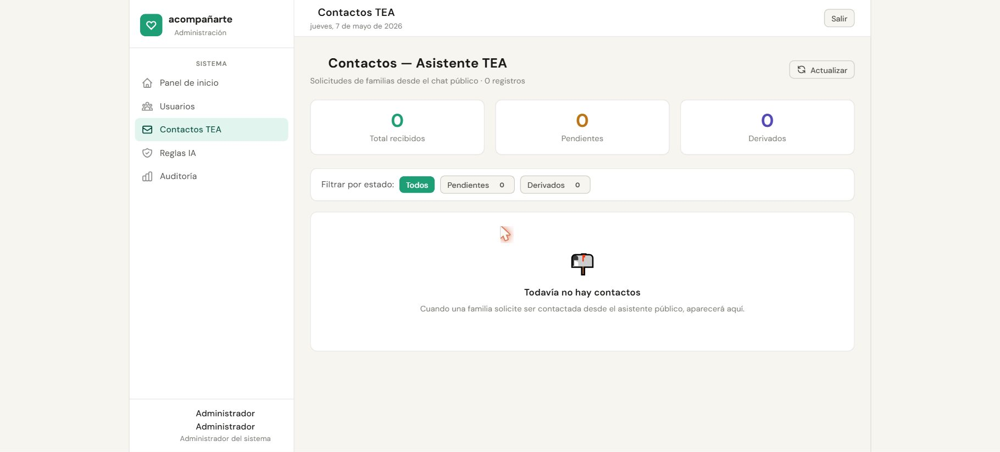 acompañarte
Administración
SISTEMA
Panel de inicio
Usuarios
Contactos TEA
Reglas IA
Auditoría
Administrador
Administrador
Administrador del sistema
Contactos TEA
jueves, 7 de mayo de 2026
Salir
Contactos — Asistente TEA
Solicitudes de familias desde el chat público · 0 registros
Actualizar
0
Total recibidos
0
Pendientes
0
Derivados
Filtrar por estado: Todos Pendientes 0 Derivados 0
Todavía no hay contactos
Cuando una familia solicite ser contactada desde el asistente público, aparecerá aquí.